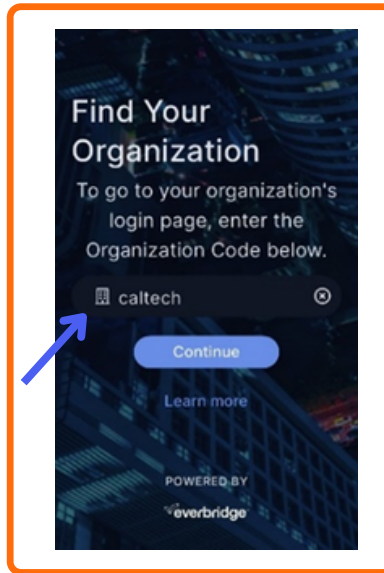 Find Your
Organization
To go to your organization's
login page, enter the
Organization Code below.
caltech
Continue
Learn more
POWERED BY
everbridge